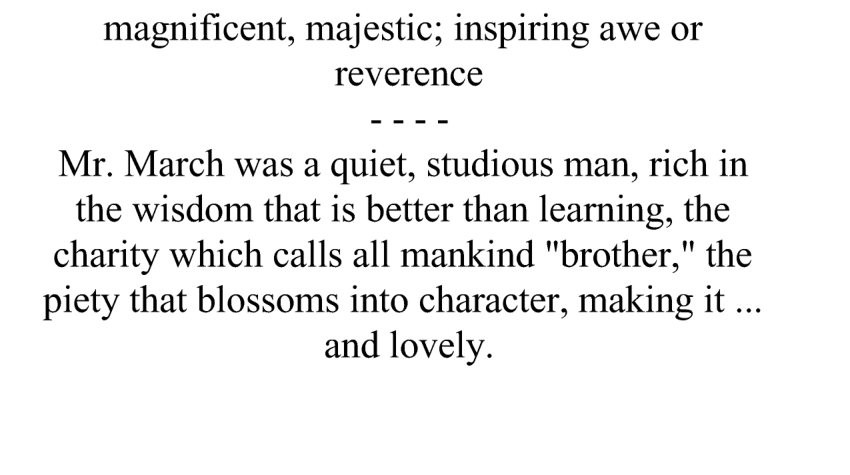 magnificent, majestic; inspiring awe or
reverence
- - - -
Mr. March was a quiet, studious man, rich in
the wisdom that is better than learning, the
charity which calls all mankind "brother," the
piety that blossoms into character, making it ...
and lovely.